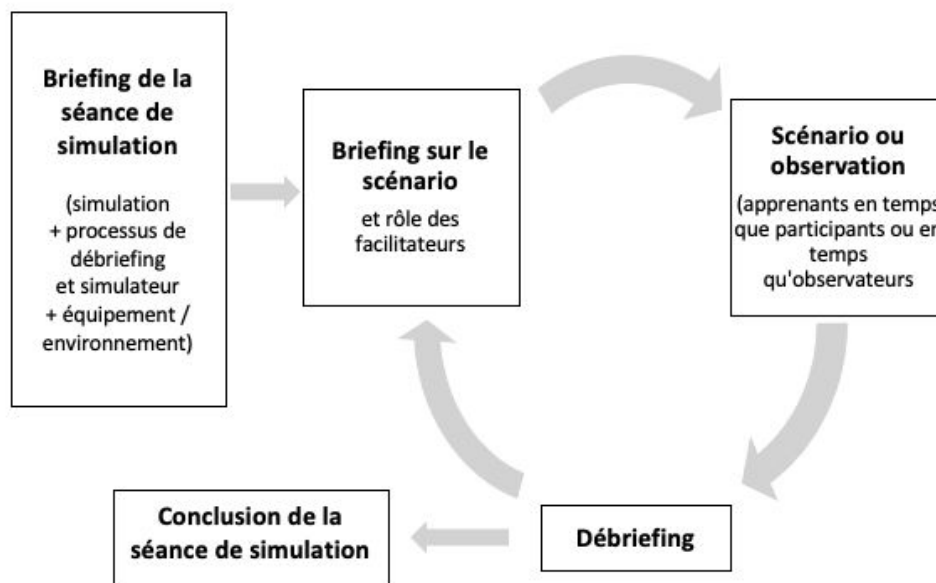 Briefing de la
séance de
simulation
(simulation
+ processus de
débriefing
et simulateur
+ équipement /
environnement)
Briefing sur le
scénario
et rôle des
facilitateurs
Scénario ou
observation
(apprenants en temps
que participants ou en
temps
qu'observateurs
Débriefing
Conclusion de la
séance de simulation